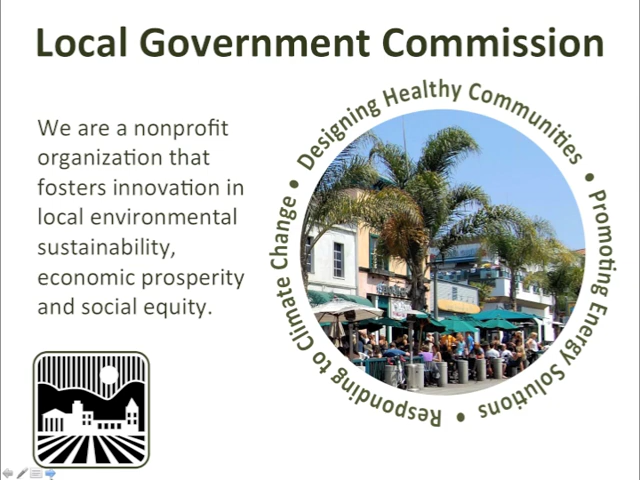 Local Government Commission
We are a nonprofit
organization that
fosters innovation in
local environmental
sustainability,
economic prosperity
and social equity.
Designing Healthy Communities • Promoting Energy Solutions • Responding to Climate Change •